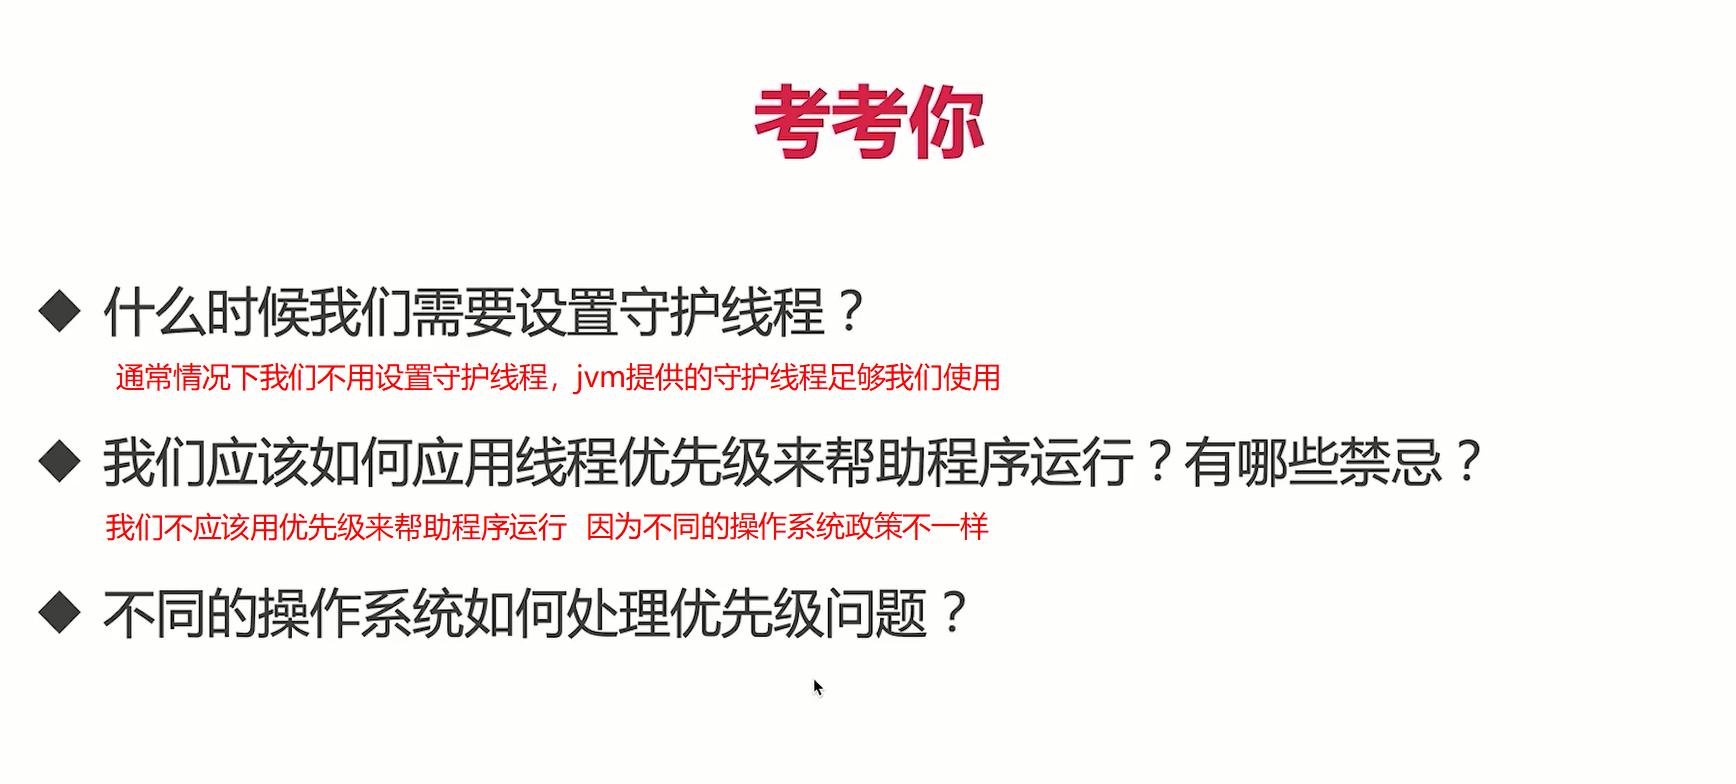 考考你
什么时候我们需要设置守护线程？
通常情况下我们不用设置守护线程，jvm提供的守护线程足够我们使用
我们应该如何应用线程优先级来帮助程序运行？有哪些禁忌？
我们不应该用优先级来帮助程序运行 因为不同的操作系统政策不一样
不同的操作系统如何处理优先级问题？